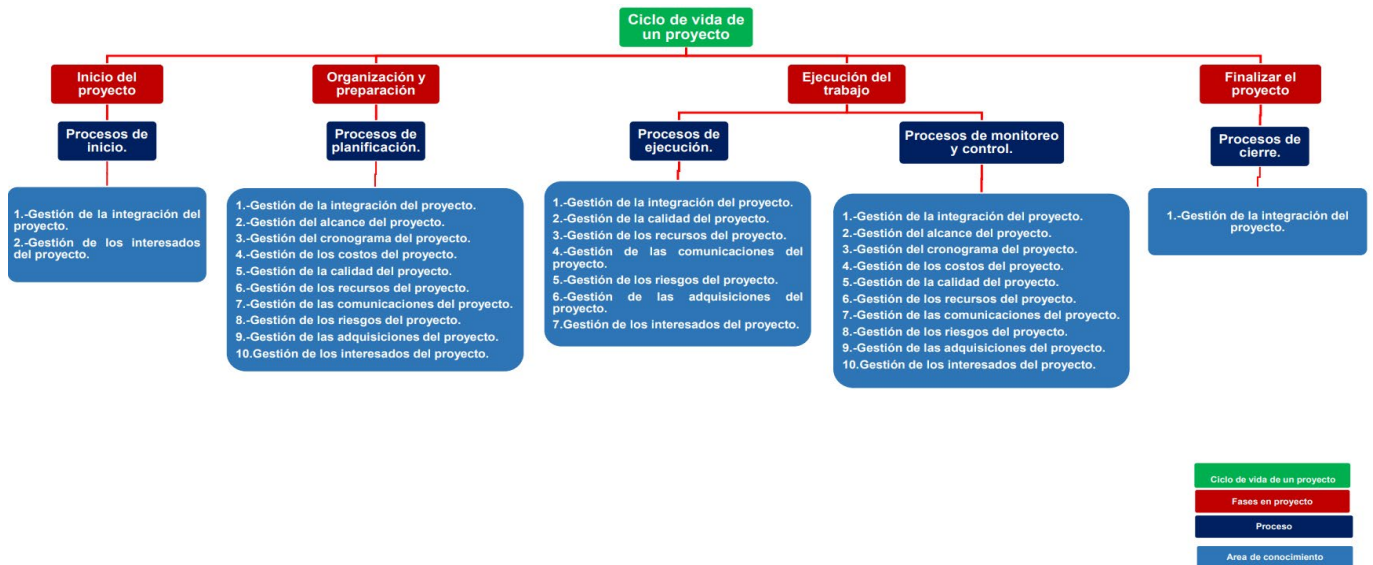 Ciclo de vida de
un proyecto
Inicio del
proyecto
Organización y
preparación
Ejecución del
trabajo
Finalizar el
proyecto
Procesos de
inicio.
Procesos de
planificación.
Procesos de
ejecución.
Procesos de monitoreo
y control.
Procesos de
cierre.
1.-Gestión de la integración del
proyecto.
2.-Gestión de los interesados
del proyecto.
1.-Gestión de la integración del proyecto.
2.-Gestión del alcance del proyecto.
3.-Gestión del cronograma del proyecto.
4.-Gestión de los costos del proyecto.
5.-Gestión de la calidad del proyecto.
6.-Gestión de los recursos del proyecto.
7.-Gestión de las comunicaciones del proyecto.
8.-Gestión de los riesgos del proyecto.
9.-Gestión de las adquisiciones del proyecto.
10.Gestión de los interesados del proyecto.
1.-Gestión de la integración del proyecto.
2.-Gestión de la calidad del proyecto.
3.-Gestión de los recursos del proyecto.
4.-Gestión de las comunicaciones del
proyecto.
5.-Gestión de los riesgos del proyecto.
6.-Gestión de las adquisiciones del
proyecto.
7.Gestión de los interesados del proyecto.
1.-Gestión de la integración del proyecto.
2.-Gestión del alcance del proyecto.
3.-Gestión del cronograma del proyecto.
4.-Gestión de los costos del proyecto.
5.-Gestión de la calidad del proyecto.
6.-Gestión de los recursos del proyecto.
7.-Gestión de las comunicaciones del proyecto.
8.-Gestión de los riesgos del proyecto.
9.-Gestión de las adquisiciones del proyecto.
10.Gestión de los interesados del proyecto.
1.-Gestión de la integración del
proyecto.
Ciclo de vida de un proyecto
Fases en proyecto
Proceso
Area de conocimiento